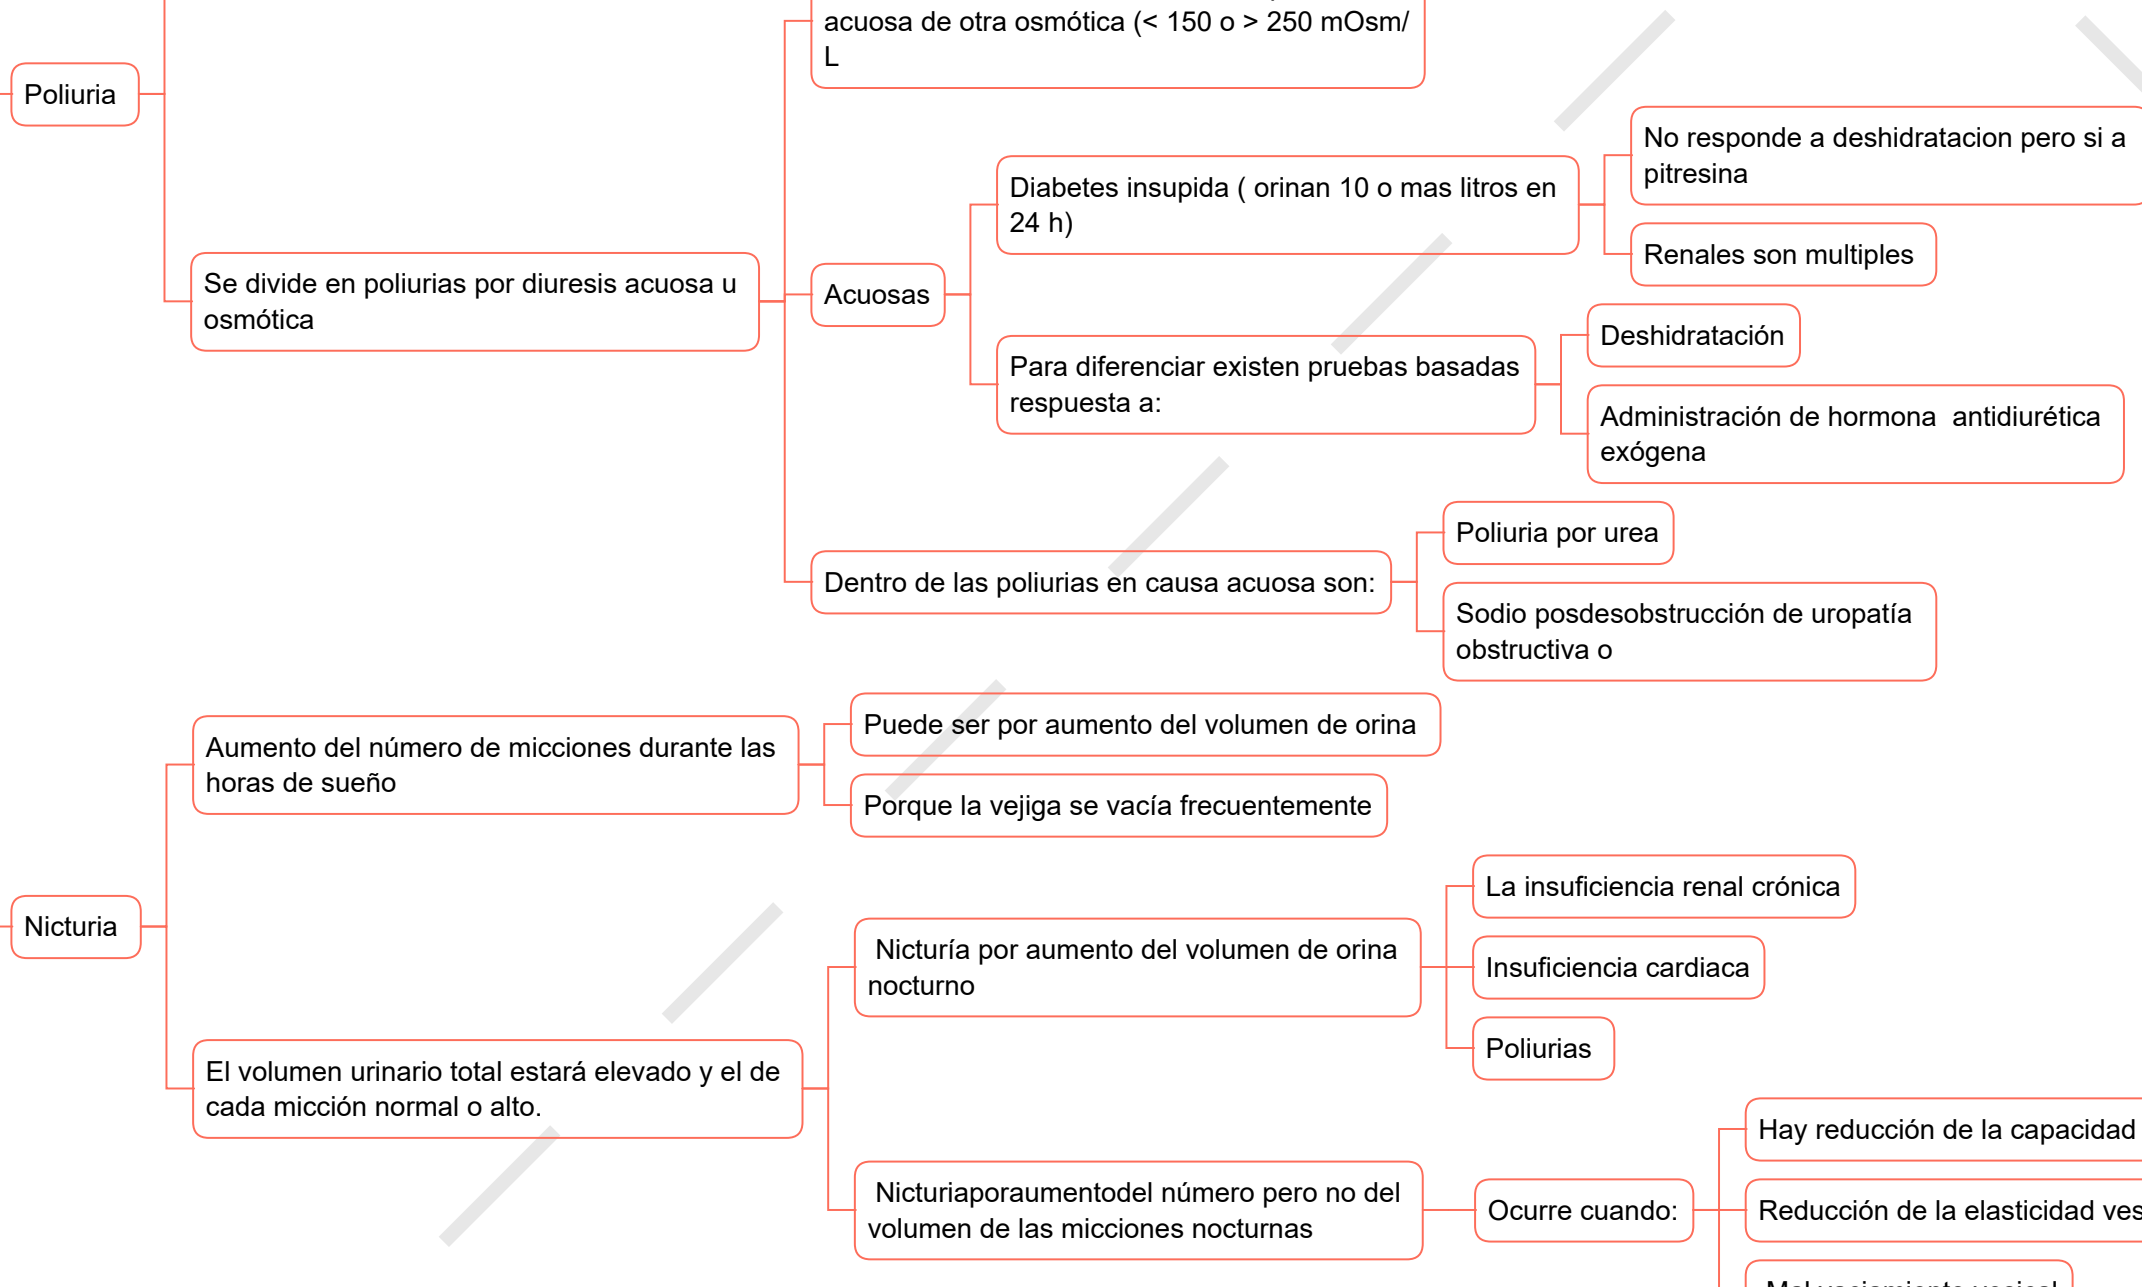 acuosa de otra osmótica (< 150 o > 250 mOsm/
L
Poliuria
No responde a deshidratacion pero si a
pitresina
Diabetes insupida ( orinan 10 o mas litros en
24 h)
Renales son multiples
Se divide en poliurias por diuresis acuosa u
osmótica
Acuosas
Deshidratación
Para diferenciar existen pruebas basadas
respuesta a:
Administración de hormona  antidiurética
exógena
Poliuria por urea
Dentro de las poliurias en causa acuosa son:
Sodio posdesobstrucción de uropatía
obstructiva o
Puede ser por aumento del volumen de orina
Aumento del número de micciones durante las
horas de sueño
Porque la vejiga se vacía frecuentemente
La insuficiencia renal crónica
Nicturia
Nicturía por aumento del volumen de orina
nocturno
Insuficiencia cardiaca
Poliurias
El volumen urinario total estará elevado y el de
cada micción normal o alto.
Hay reducción de la capacidad
Nicturiaporaumentodel número pero no del
volumen de las micciones nocturnas
Ocurre cuando:
Reducción de la elasticidad ves